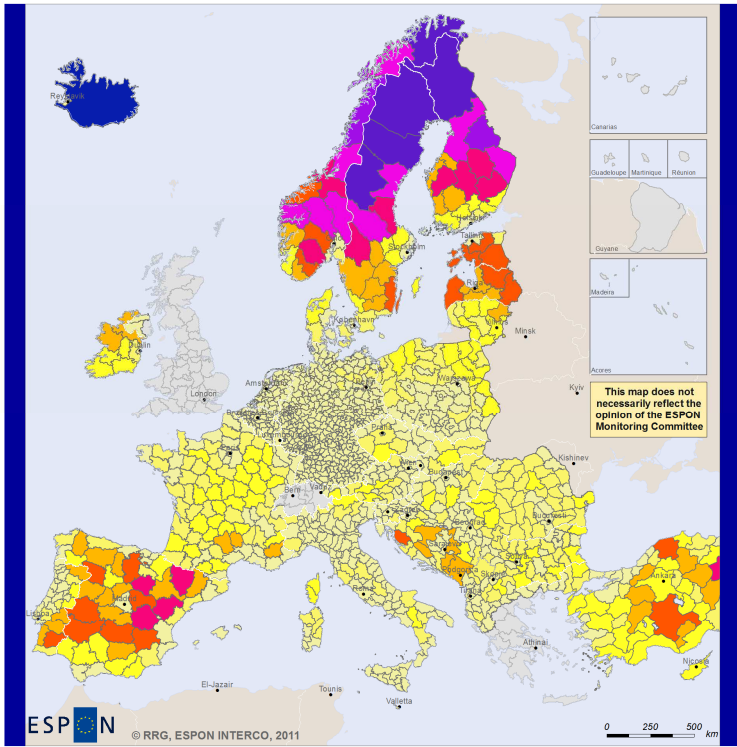 Reykjavik
Canarias
Guadeloupe
Martinique
Réunion
Guyane
Madeira
Acores
This map does not
necessarily reflect the
opinion of the ESPON
Monitoring Committee
Helsinki
Tallinn
Stockholm
Riga
København
Vilnius
Minsk
Dublin
London
Amsterdam
Berlin
Warszawa
Kyiv
Praha
Paris
Wien
Budapest
Kishinev
Bern
Vaduz
Zagreb
Beograd
Bucuresti
Sarajevo
Sofia
Podgorica
Skopje
Tirana
Roma
Ankara
Madrid
Lisboa
Athinai
Nicosia
El-Jazair
Tounis
Valletta
ESPON
© RRG, ESPON INTERCO, 2011
0 250 500
km